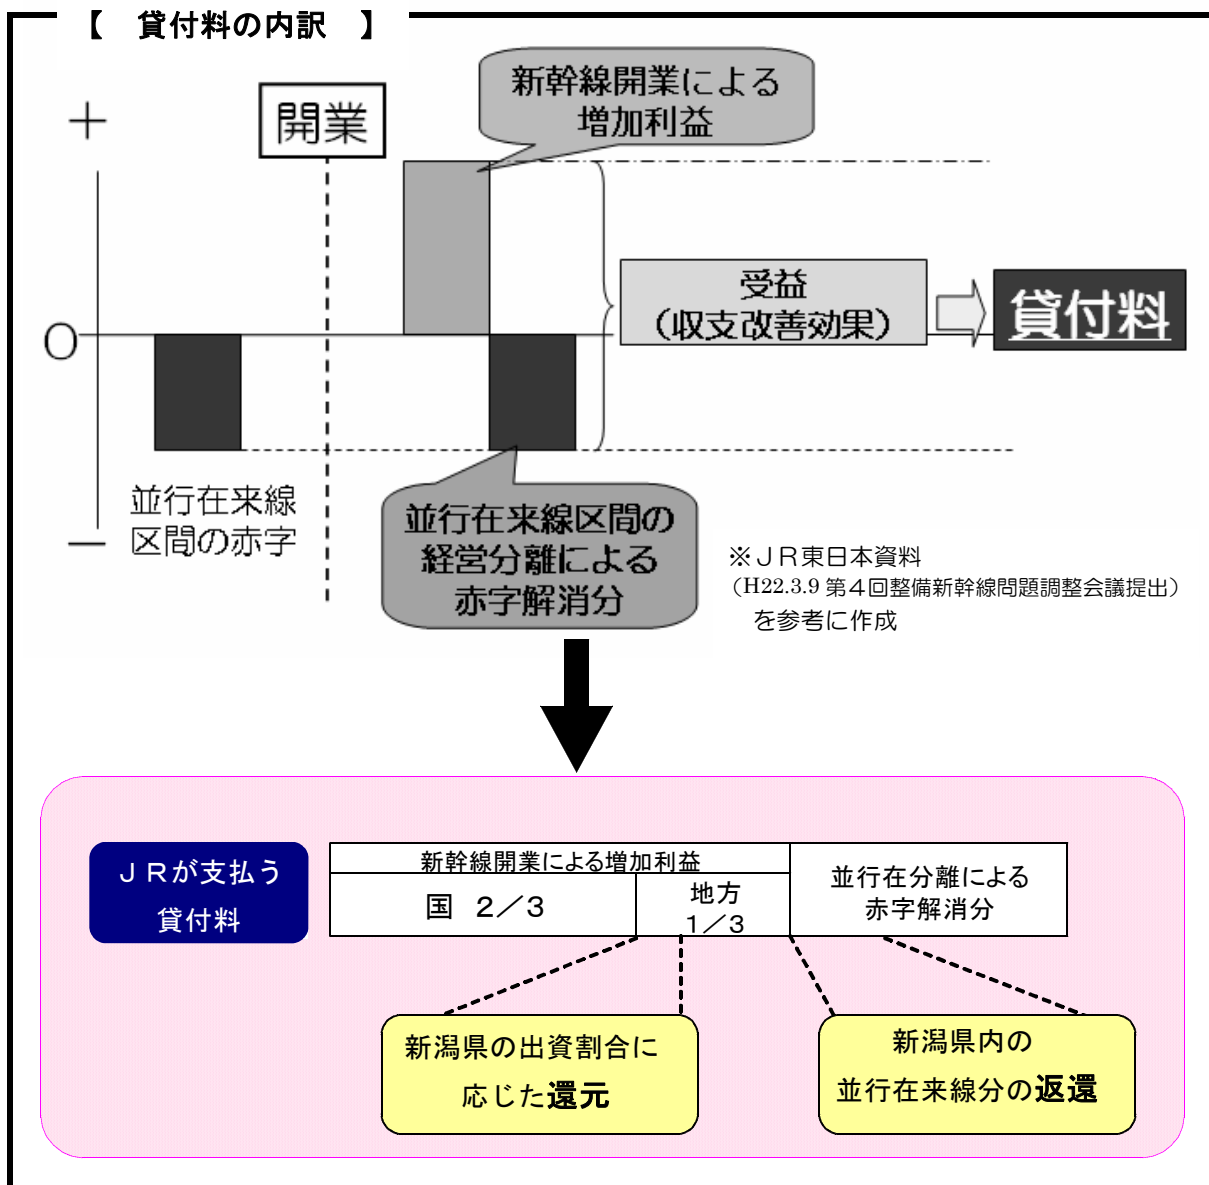 【　貸付料の内訳　】
新幹線開業による
増加利益
＋
開業
受益
（収支改善効果）
貸付料
0
並行在来線
区間の赤字
－
並行在来線区間の
経営分離による
赤字解消分
※ＪＲ東日本資料
（H22.3.9 第４回整備新幹線問題調整会議提出）
を参考に作成
ＪＲが支払う
貸付料
新幹線開業による増加利益
国　２／３
地方
１／３
並行在分離による
赤字解消分
新潟県の出資割合に
応じた還元
新潟県内の
並行在来線分の返還